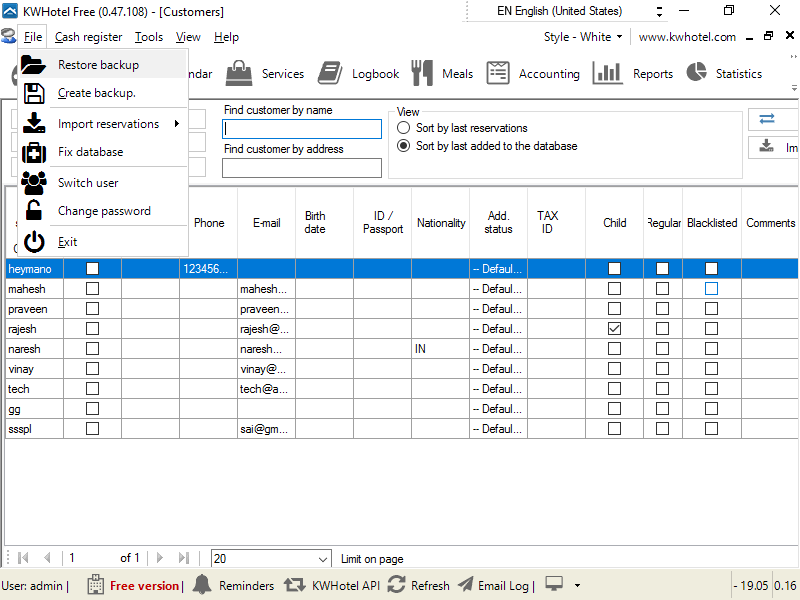 KWHotel Free (0.47.108) - [Customers]
EN English (United States)
File Cash register Tools View Help
Style - White
www.kwhotel.com
Restore backup
Create backup.
Import reservations
Fix database
Switch user
Change password
Exit
ndar Services Logbook Meals Accounting Reports Statistics
Find customer by name
Find customer by address
View
Sort by last reservations
Sort by last added to the database
Im
Phone E-mail Birth date ID / Passport Nationality Add. status TAX ID Child Regular Blacklisted Comments
heymano 123456... -- Defaul...
mahesh mahesh... -- Defaul...
praveen praveen... -- Defaul...
rajesh rajesh@... -- Defaul...
naresh naresh... IN -- Defaul...
vinay vinay@... -- Defaul...
tech tech@a... -- Defaul...
gg -- Defaul...
ssspl sai@gm... -- Defaul...
1 of 1 20 Limit on page
User: admin | Free version | Reminders KWHotel API Refresh Email Log | - 19.05 0.16